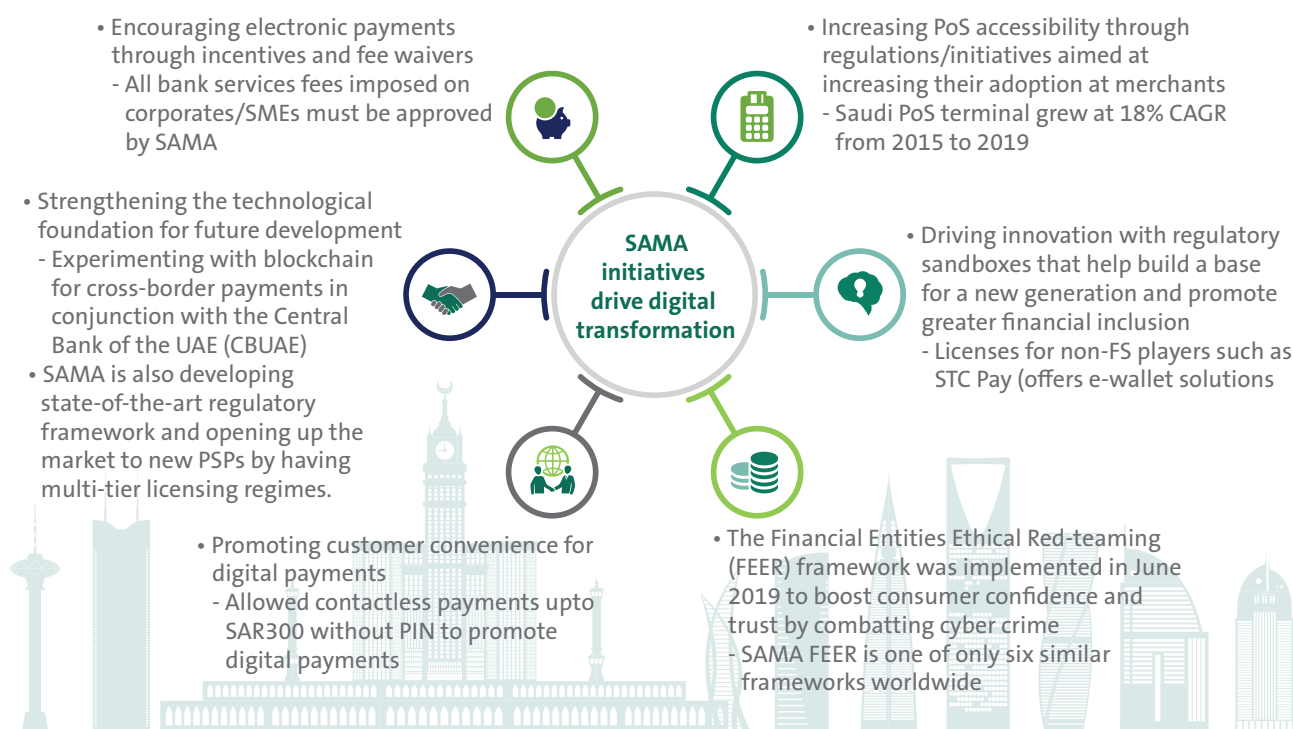 • Encouraging electronic payments
through incentives and fee waivers
- All bank services fees imposed on
corporates/SMEs must be approved
by SAMA
• Increasing PoS accessibility through
regulations/initiatives aimed at
increasing their adoption at merchants
- Saudi PoS terminal grew at 18% CAGR
from 2015 to 2019
• Strengthening the technological
foundation for future development
- Experimenting with blockchain
for cross-border payments in
conjunction with the Central
Bank of the UAE (CBUAE)
• SAMA is also developing
state-of-the-art regulatory
framework and opening up the
market to new PSPs by having
multi-tier licensing regimes.
SAMA
initiatives
drive digital
transformation
• Driving innovation with regulatory
sandboxes that help build a base
for a new generation and promote
greater financial inclusion
- Licenses for non-FS players such as
STC Pay (offers e-wallet solutions
• Promoting customer convenience for
digital payments
- Allowed contactless payments upto
SAR300 without PIN to promote
digital payments
• The Financial Entities Ethical Red-teaming
(FEER) framework was implemented in June
2019 to boost consumer confidence and
trust by combatting cyber crime
- SAMA FEER is one of only six similar
frameworks worldwide